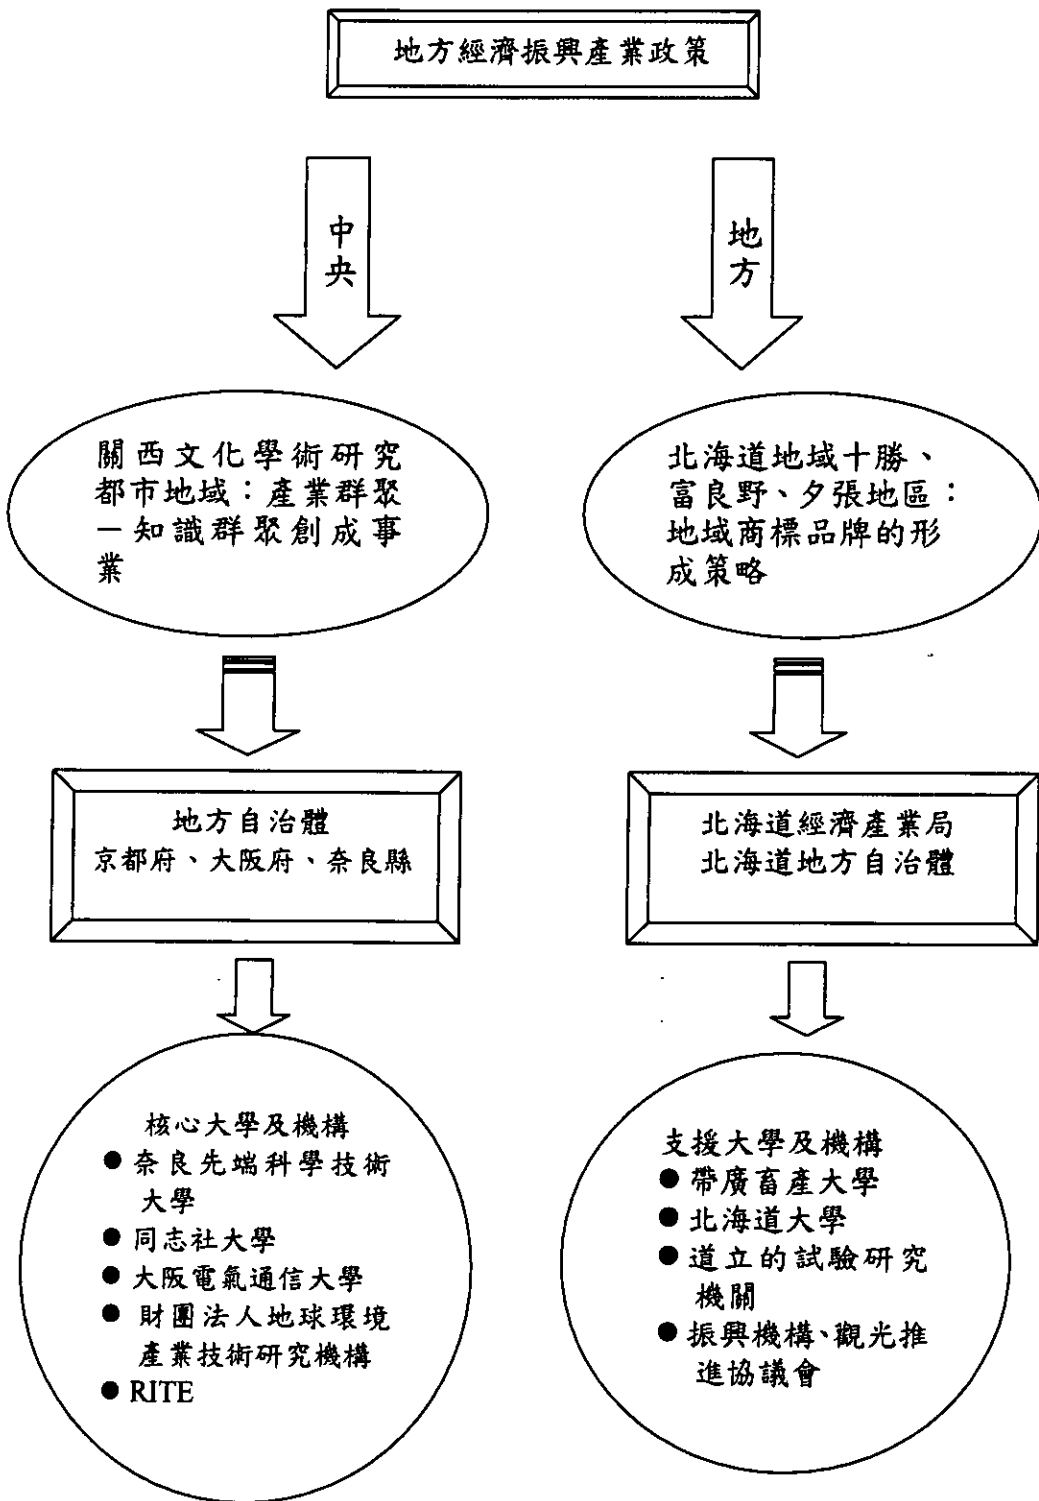 地方經濟振興產業政策
中央
地方
關西文化學術研究
都市地域：產業群聚
－知識群聚創成事
業
北海道地域十勝、
富良野、夕張地區：
地域商標品牌的形
成策略
地方自治體
京都府、大阪府、奈良縣
北海道經濟產業局
北海道地方自治體
核心大學及機構
● 奈良先端科學技術
大學
● 同志社大學
● 大阪電氣通信大學
● 財團法人地球環境
產業技術研究機構
● RITE
支援大學及機構
● 帶廣畜產大學
● 北海道大學
● 道立的試驗研究
機關
● 振興機構、觀光推
進協議會